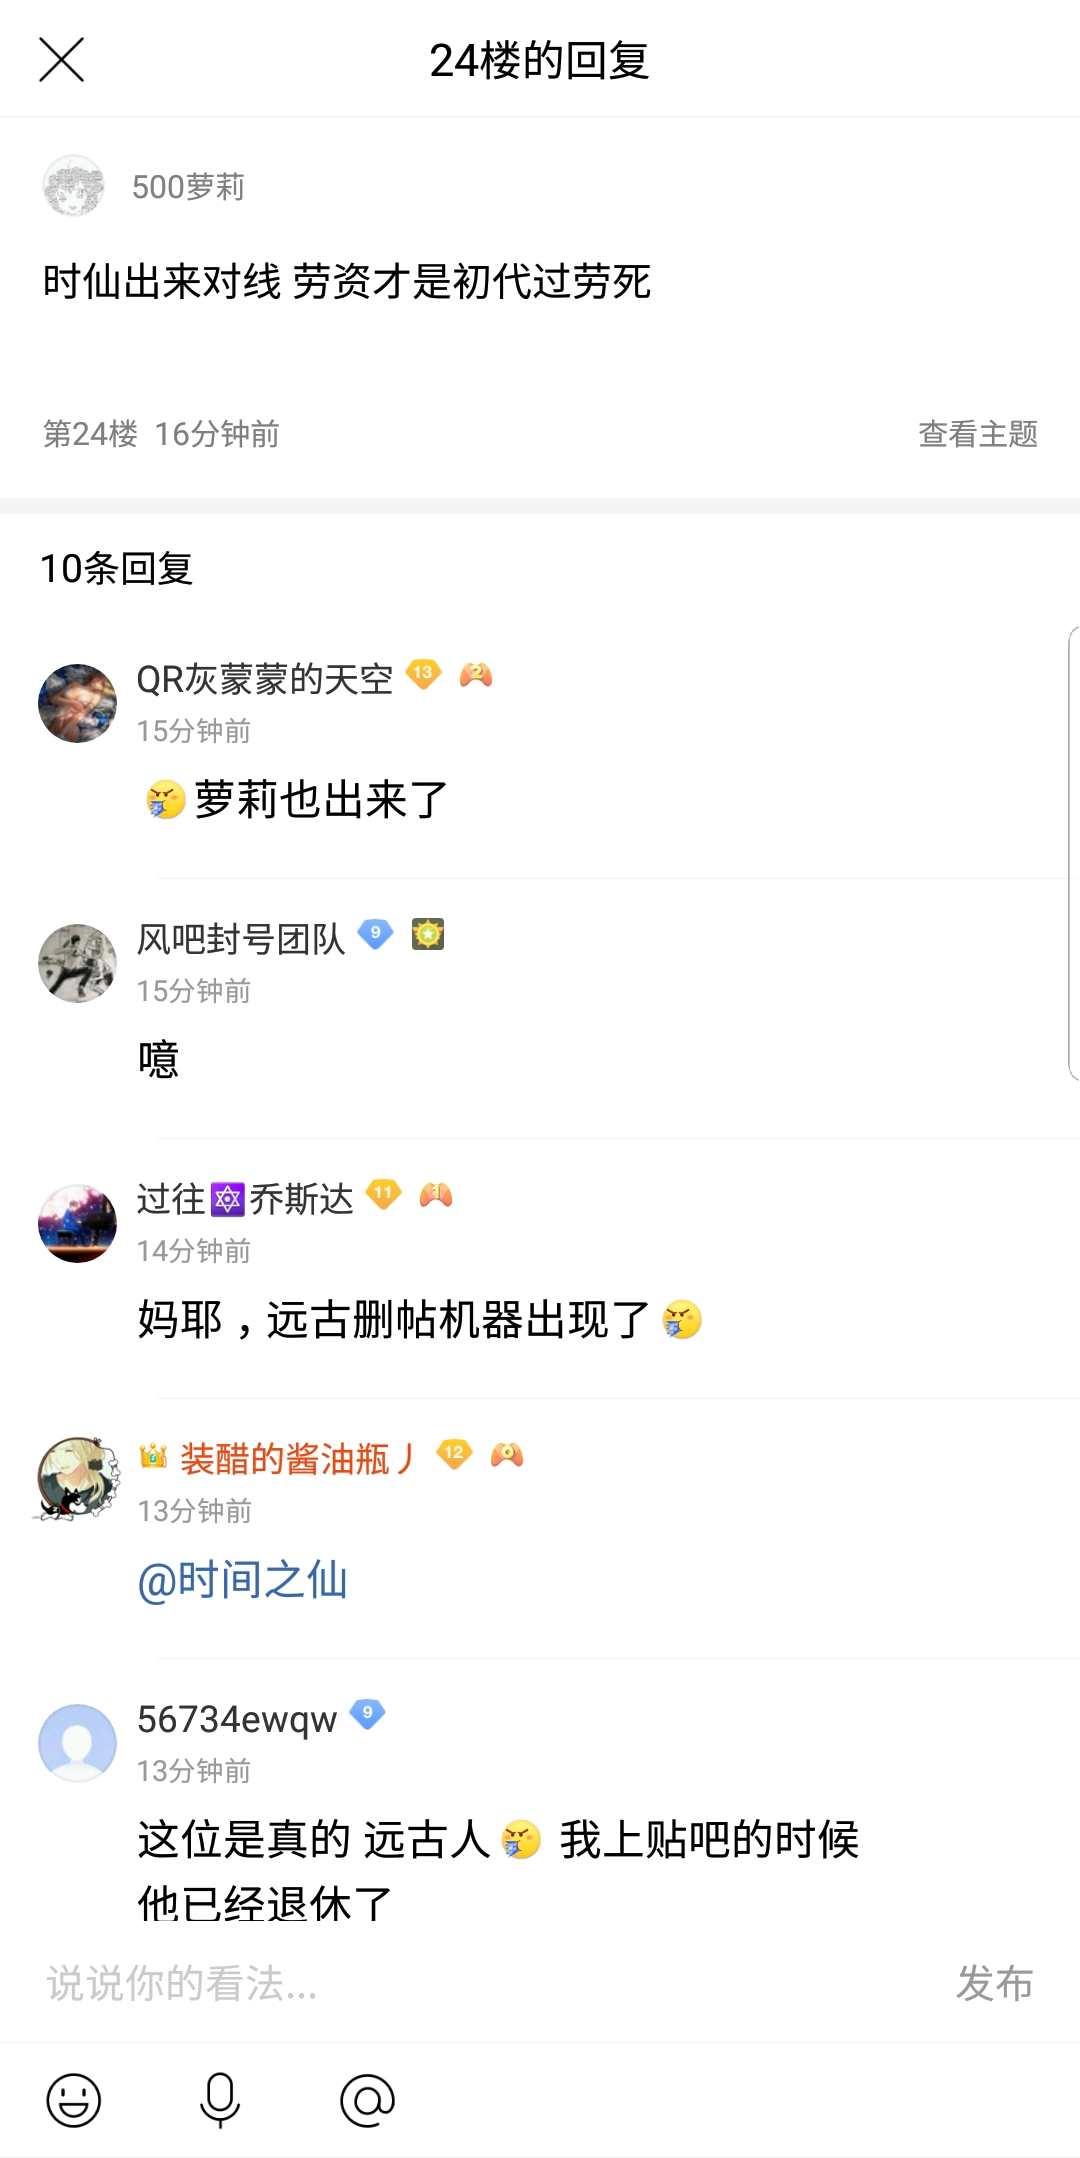 24楼的回复
500萝莉
时仙出来对线 劳资才是初代过劳死
第24楼 16分钟前
查看主题
10条回复
QR灰蒙蒙的天空 13 2
15分钟前
萝莉也出来了
风吧封号团队 9
15分钟前
噫
过往🔯乔斯达 11 1
14分钟前
妈耶，远古删帖机器出现了
装醋的酱油瓶丿 12 0
13分钟前
@时间之仙
56734ewqw 9
13分钟前
这位是真的 远古人 我上贴吧的时候
他已经退休了
说说你的看法...
发布